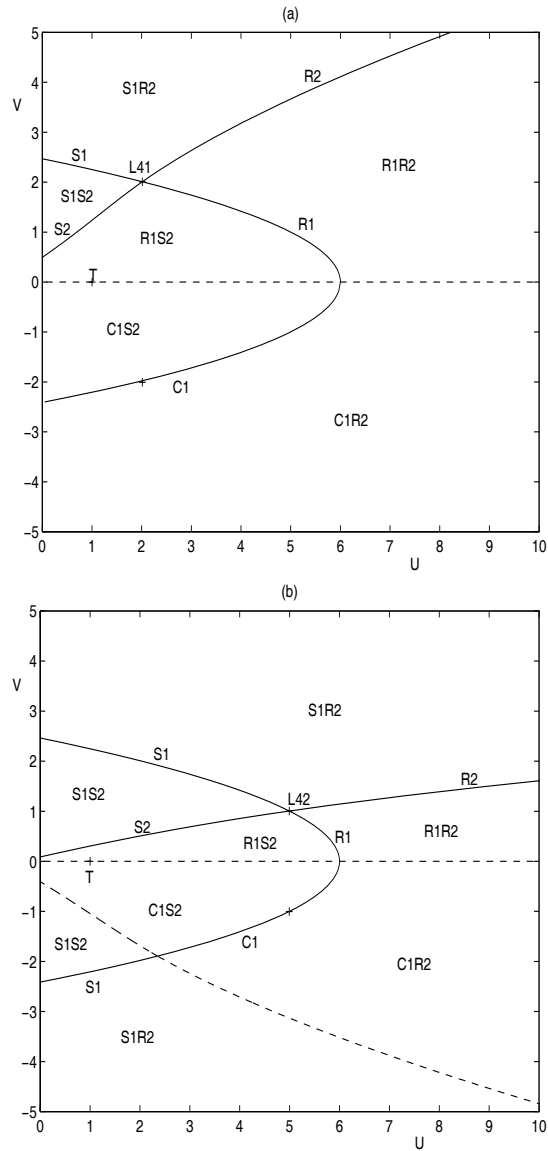 (a)
5
S1R2
R2
V
4
3
R1R2
S1
L41
2
S1S2
R1
1
S2
R1S2
T
0
C1S2
−1
−2
C1
C1R2
−3
−4
−5
0 1 2 3 4 5 6 7 8 9 10
U
(b)
5
4
V
S1R2
3
S1
2
R2
S1S2
L42
1
S2
R1S2
R1
R1R2
0
T
C1S2
−1
S1S2
C1
C1R2
−2
S1
−3
S1R2
−4
−5
0 1 2 3 4 5 6 7 8 9 10
U